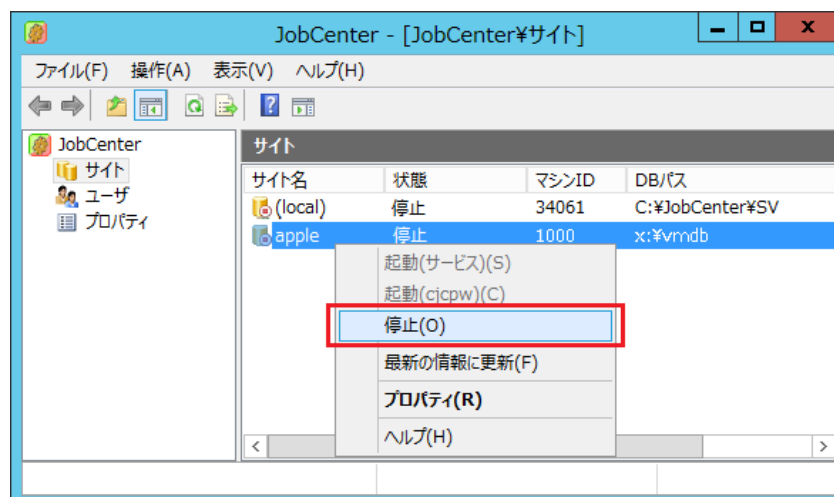 JobCenter - [JobCenter¥サイト]
ファイル(F) 操作(A) 表示(V) ヘルプ(H)
JobCenter
サイト
ユーザ
プロパティ
サイト
サイト名 状態 マシンID DBパス
(local) 停止 34061 C:¥JobCenter¥SV
apple 停止 1000 x:¥vmdb
起動(サービス)(S)
起動(cjcpw)(C)
停止(O)
最新の情報に更新(F)
プロパティ(R)
ヘルプ(H)